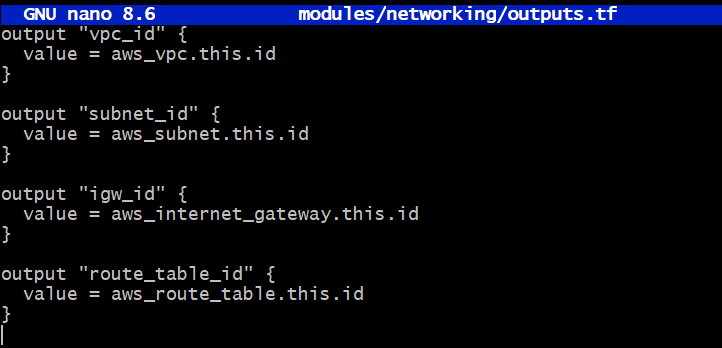 GNU nano 8.6 modules/networking/outputs.tf
output "vpc_id" {
  value = aws_vpc.this.id
}

output "subnet_id" {
  value = aws_subnet.this.id
}

output "igw_id" {
  value = aws_internet_gateway.this.id
}

output "route_table_id" {
  value = aws_route_table.this.id
}